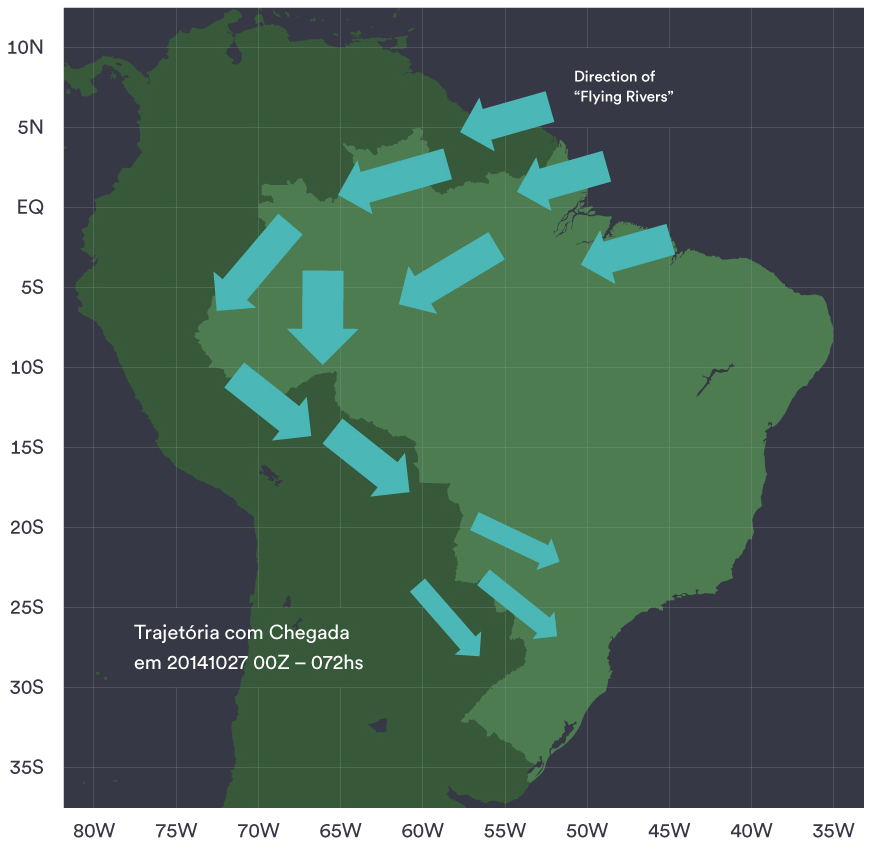 Direction of
“Flying Rivers”
10N
5N
EQ
5S
10S
15S
20S
25S
30S
35S
Trajetória com Chegada
em 20141027 00Z – 072hs
80W 75W 70W 65W 60W 55W 50W 45W 40W 35W